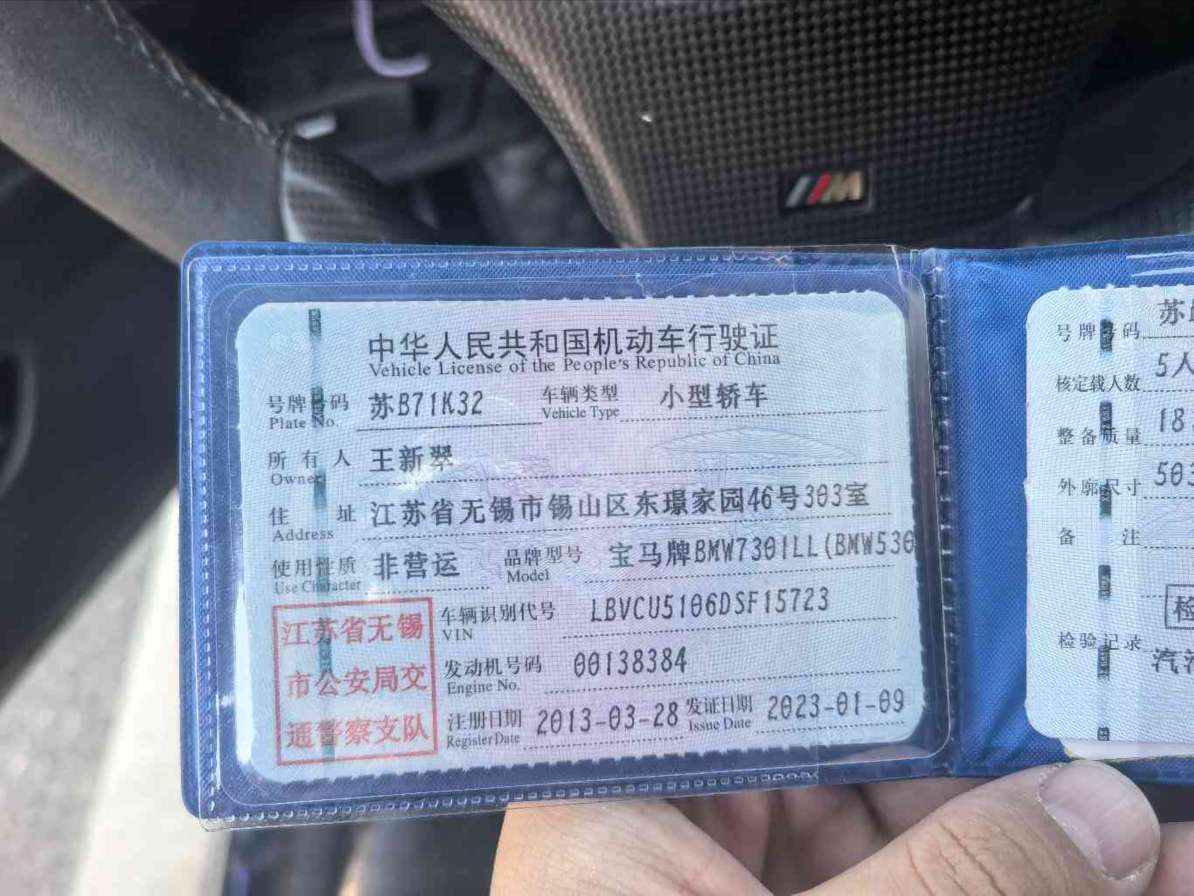 中华人民共和国机动车行驶证
Vehicle License of the People's Republic of China
号牌号码 苏B71K32 车辆类型 小型轿车
Plate No. Vehicle Type
所有人 王新翠
Owner
住址 江苏省无锡市锡山区东璟家园46号303室
Address
使用性质 非营运 品牌型号 宝马牌BMW7301LL(BMW530
Use Character Model
车辆识别代号 LBVCU5106DSF15723
VIN
发动机号码 00138384
Engine No.
注册日期 2013-03-28 发证日期 2023-01-09
Register Date Issue Date
江苏省无锡
市公安局交
通警察支队
号牌号码 苏
核定载人数 5人
整备质量 18
外廓尺寸 503
备注
检
检验记录 汽
M